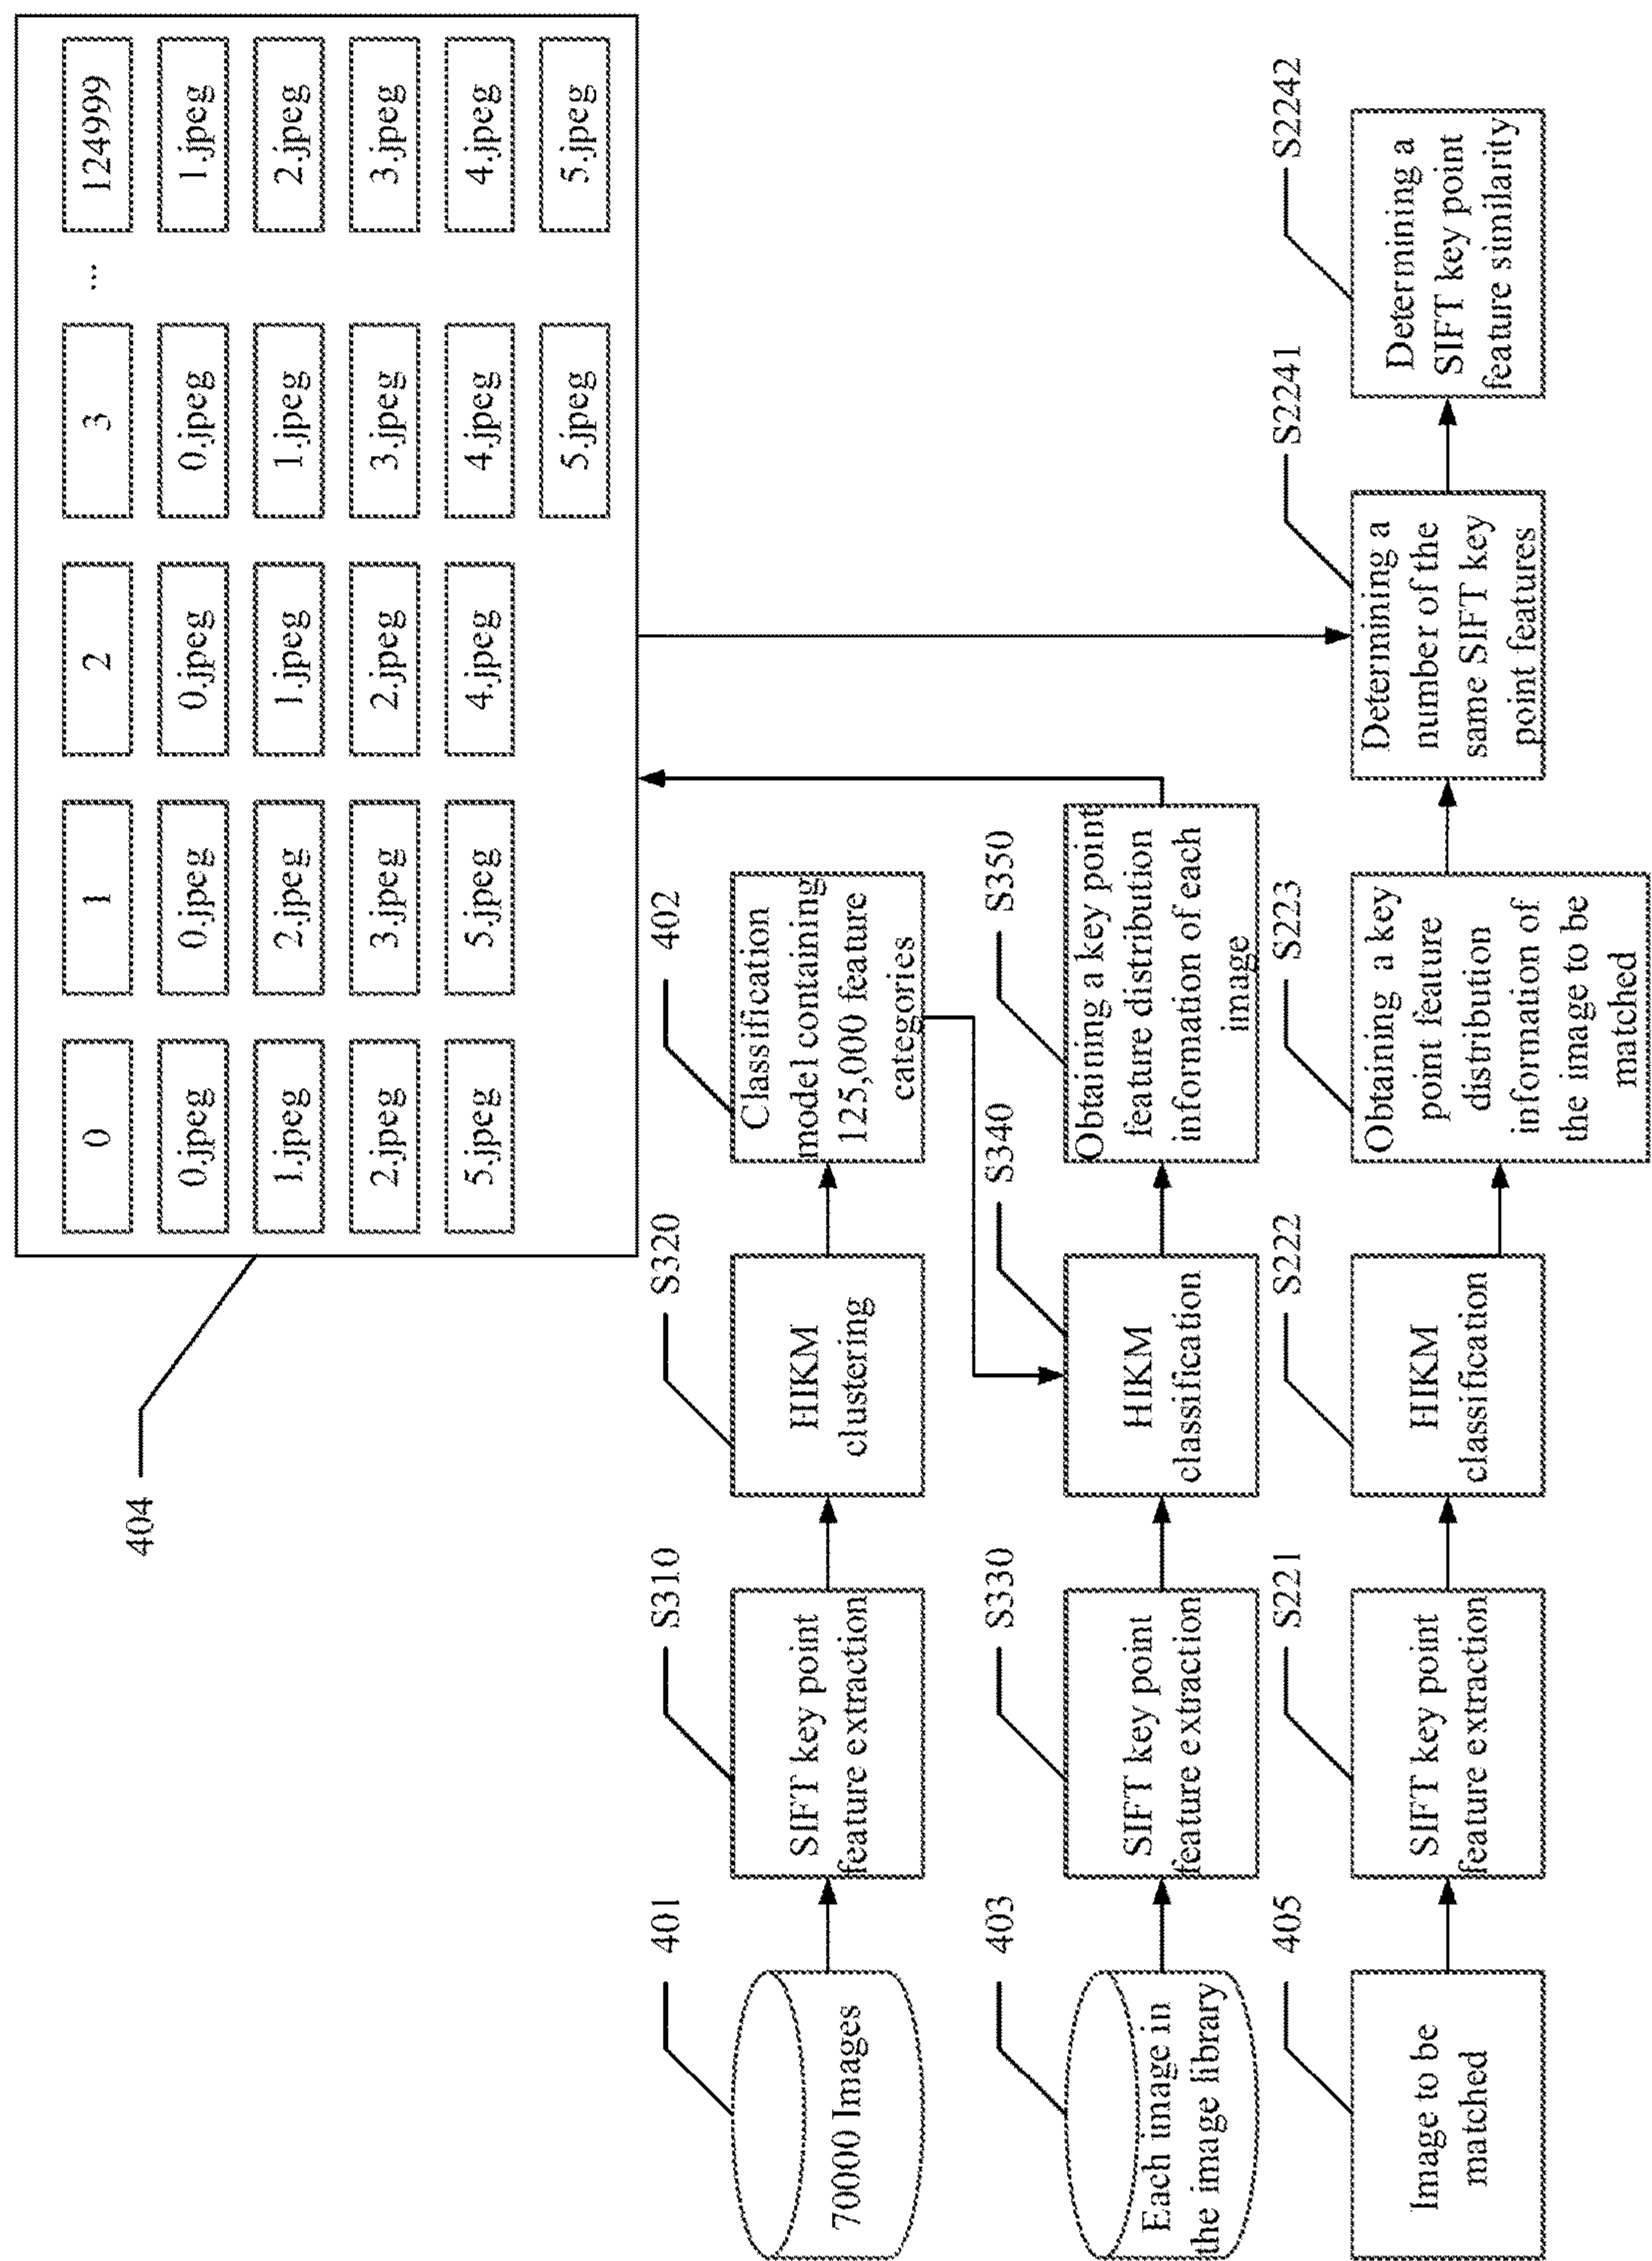 404
0
1
2
3
...
124999
0.jpeg
0.jpeg
0.jpeg
0.jpeg
1.jpeg
1.jpeg
2.jpeg
1.jpeg
1.jpeg
2.jpeg
2.jpeg
3.jpeg
2.jpeg
3.jpeg
3.jpeg
5.jpeg
5.jpeg
4.jpeg
4.jpeg
4.jpeg
5.jpeg
5.jpeg
401
S310
S320
402
70000 Images
SIFT key point
feature extraction
HIKM
clustering
Classification
model containing
125,000 feature
categories
403
S330
S340
S350
Each image in
the image library
SIFT key point
feature extraction
HIKM
classification
Obtaining a key point
feature distribution
information of each
image
405
S221
S222
S223
S2241
S2242
Image to be
matched
SIFT key point
feature extraction
HIKM
classification
Obtaining a key
point feature
distribution
information of
the image to be
matched
Determining a
number of the
same SIFT key
point features
Determining a
SIFT key point
feature similarity